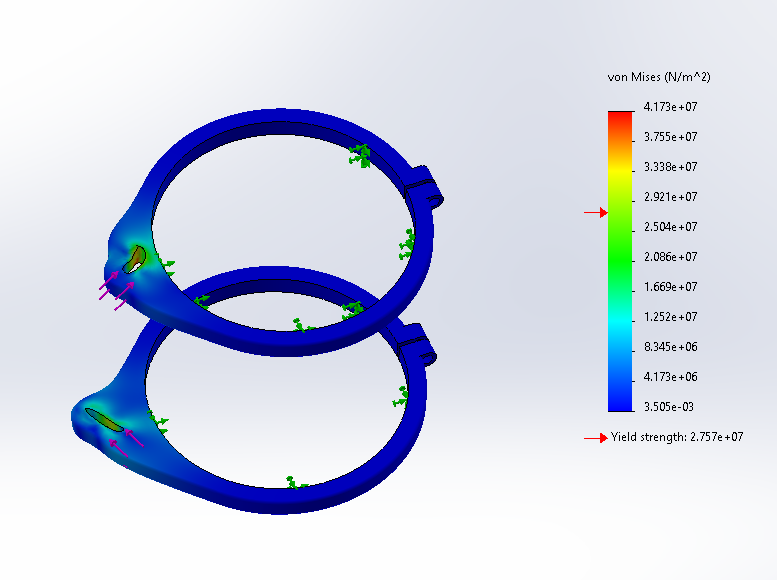 von Mises (N/m^2)
4.173e+07
3.755e+07
3.338e+07
2.921e+07
2.504e+07
2.086e+07
1.669e+07
1.252e+07
8.345e+06
4.173e+06
3.505e-03
Yield strength: 2.757e+07